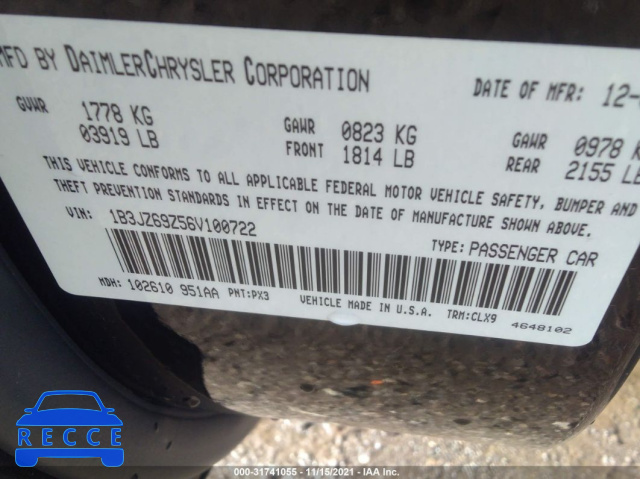 MFD BY DAIMLERCHRYSLER CORPORATION
DATE OF MFR: 12-
GVWR 1778 KG
03919 LB
GAWR FRONT 0823 KG
1814 LB
GAWR REAR 0978 KG
2155 LB
THIS VEHICLE CONFORMS TO ALL APPLICABLE FEDERAL MOTOR VEHICLE SAFETY, BUMPER AND
THEFT PREVENTION STANDARDS IN EFFECT ON THE DATE OF MANUFACTURE SHOWN ABOVE.
VIN: 1B3JZ69Z56V100722
TYPE: PASSENGER CAR
MDH: 102610 951AA PNT:PX3 VEHICLE MADE IN U.S.A. TRM:CLX9
4648102
RECCE
000-31741055 - 11/15/2021 - IAA Inc.